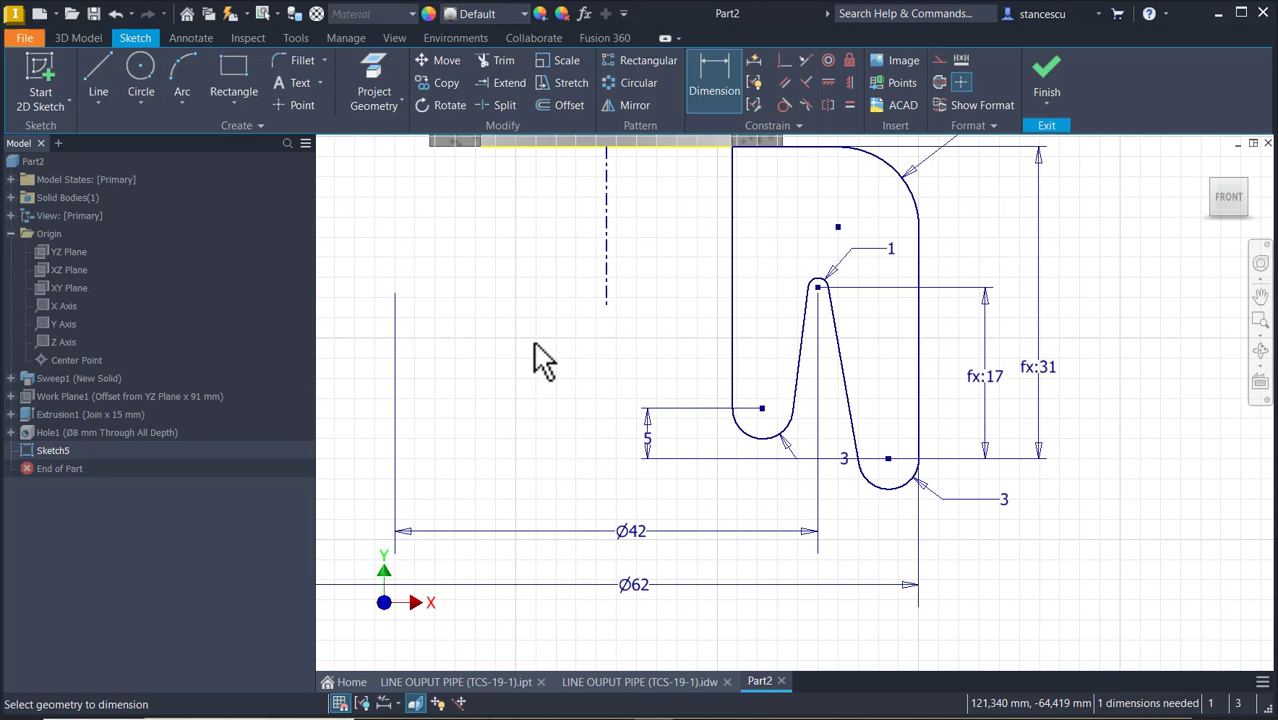 Material
Default
Part2
Search Help & Commands...
stancescu
File
3D Model
Sketch
Annotate
Inspect
Tools
Manage
View
Environments
Collaborate
Fusion 360
Start
2D Sketch
Line
Circle
Arc
Rectangle
Fillet
Text
Point
Project
Geometry
Move
Copy
Rotate
Trim
Extend
Split
Scale
Stretch
Offset
Rectangular
Circular
Mirror
Dimension
Image
Points
ACAD
Show Format
Finish
Sketch
Create
Modify
Pattern
Constrain
Insert
Format
Exit
Model
Part2
Model States: [Primary]
Solid Bodies(1)
View: [Primary]
Origin
YZ Plane
XZ Plane
XY Plane
X Axis
Y Axis
Z Axis
Center Point
Sweep1 (New Solid)
Work Plane1 (Offset from YZ Plane x 91 mm)
Extrusion1 (Join x 15 mm)
Hole1 (Ø8 mm Through All Depth)
Sketch5
End of Part
FRONT
1
fx:31
fx:17
5
3
3
Ø42
Ø62
Y
X
Home
LINE OUPUT PIPE (TCS-19-1).ipt
LINE OUPUT PIPE (TCS-19-1).idw
Part2
Select geometry to dimension
121,340 mm, -64,419 mm
1 dimensions needed
1
3